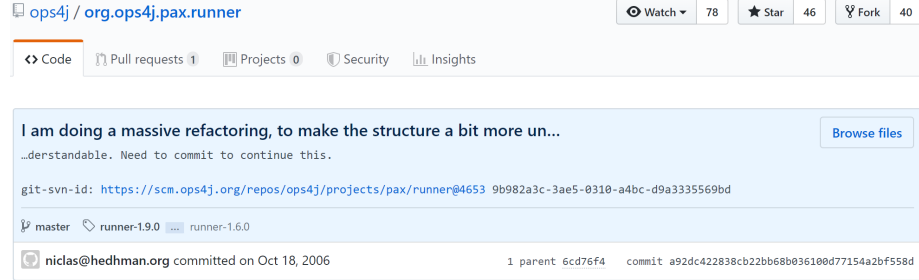 ops4j / org.ops4j.pax.runner Watch 78 Star 46 Fork 40
Code Pull requests 1 Projects 0 Security Insights
I am doing a massive refactoring, to make the structure a bit more un… Browse files
…derstandable. Need to commit to continue this.
git-svn-id: https://scm.ops4j.org/repos/ops4j/projects/pax/runner@4653 9b982a3c-3ae5-0310-a4bc-d9a3335569bd
master runner-1.9.0 … runner-1.6.0
niclas@hedhman.org committed on Oct 18, 2006 1 parent 6cd76f4 commit a92dc422838cb22bb68b036100d77154a2bf558d